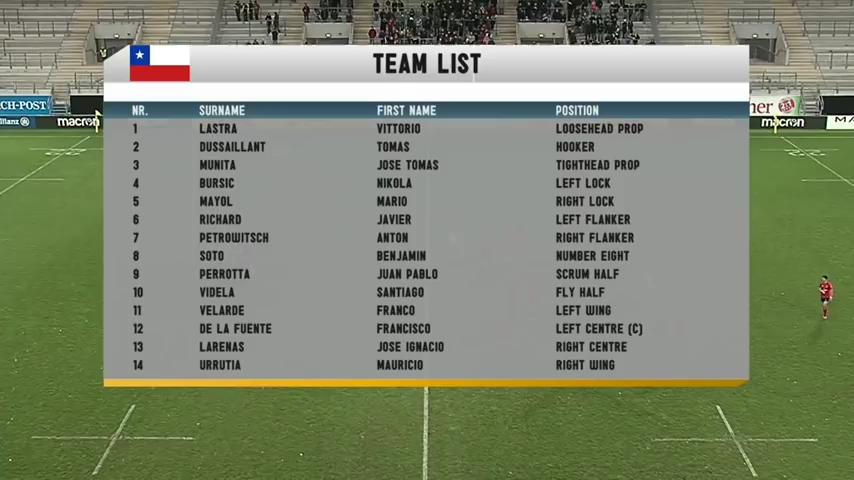 TEAM LIST
NR. SURNAME FIRST NAME POSITION
1 LASTRA VITTORIO LOOSEHEAD PROP
2 DUSSAILLANT TOMAS HOOKER
3 MUNITA JOSE TOMAS TIGHTHEAD PROP
4 BURSIC NIKOLA LEFT LOCK
5 MAYOL MARIO RIGHT LOCK
6 RICHARD JAVIER LEFT FLANKER
7 PETROWITSCH ANTON RIGHT FLANKER
8 SOTO BENJAMIN NUMBER EIGHT
9 PERROTTA JUAN PABLO SCRUM HALF
10 VIDELA SANTIAGO FLY HALF
11 VELARDE FRANCO LEFT WING
12 DE LA FUENTE FRANCISCO LEFT CENTRE (C)
13 LARENAS JOSE IGNACIO RIGHT CENTRE
14 URRUTIA MAURICIO RIGHT WING
CH-POST
ner
llianz
macron
macron
MA